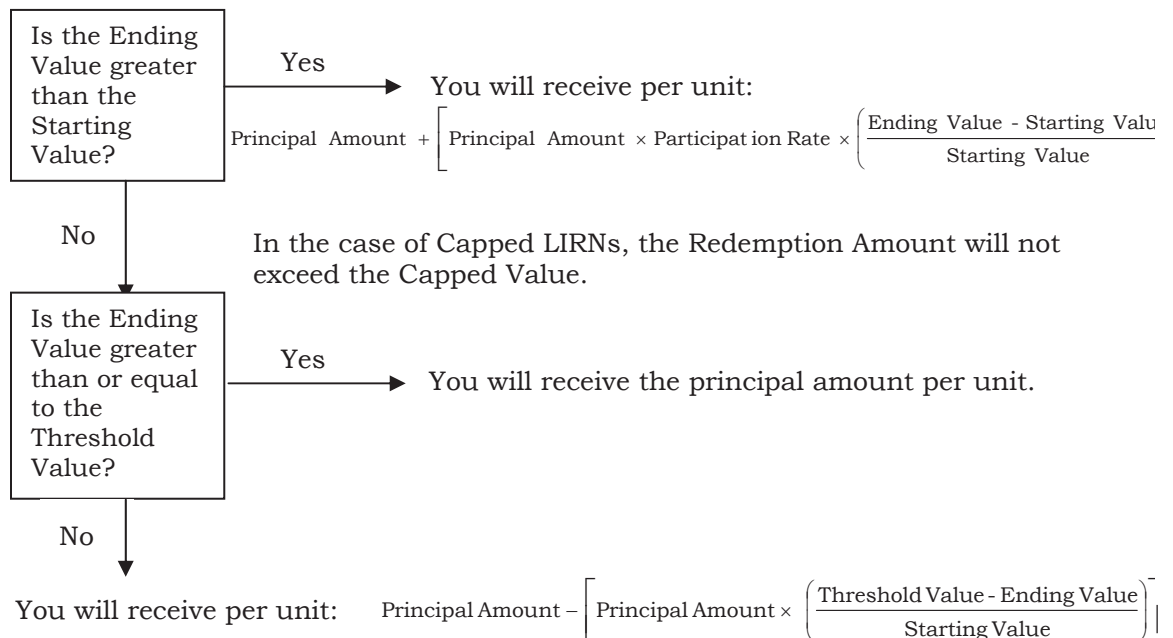 Is the Ending
Value greater
than the
Starting
Value?
Yes
You will receive per unit:
Principal Amount + [ Principal Amount × Participat ion Rate × ( Ending Value - Starting Valu
Starting Value
No
In the case of Capped LIRNs, the Redemption Amount will not
exceed the Capped Value.
Is the Ending
Value greater
than or equal
to the
Threshold
Value?
Yes
You will receive the principal amount per unit.
No
You will receive per unit:
Principal Amount – [ Principal Amount × ( Threshold Value - Ending Value ) ]
Starting Value